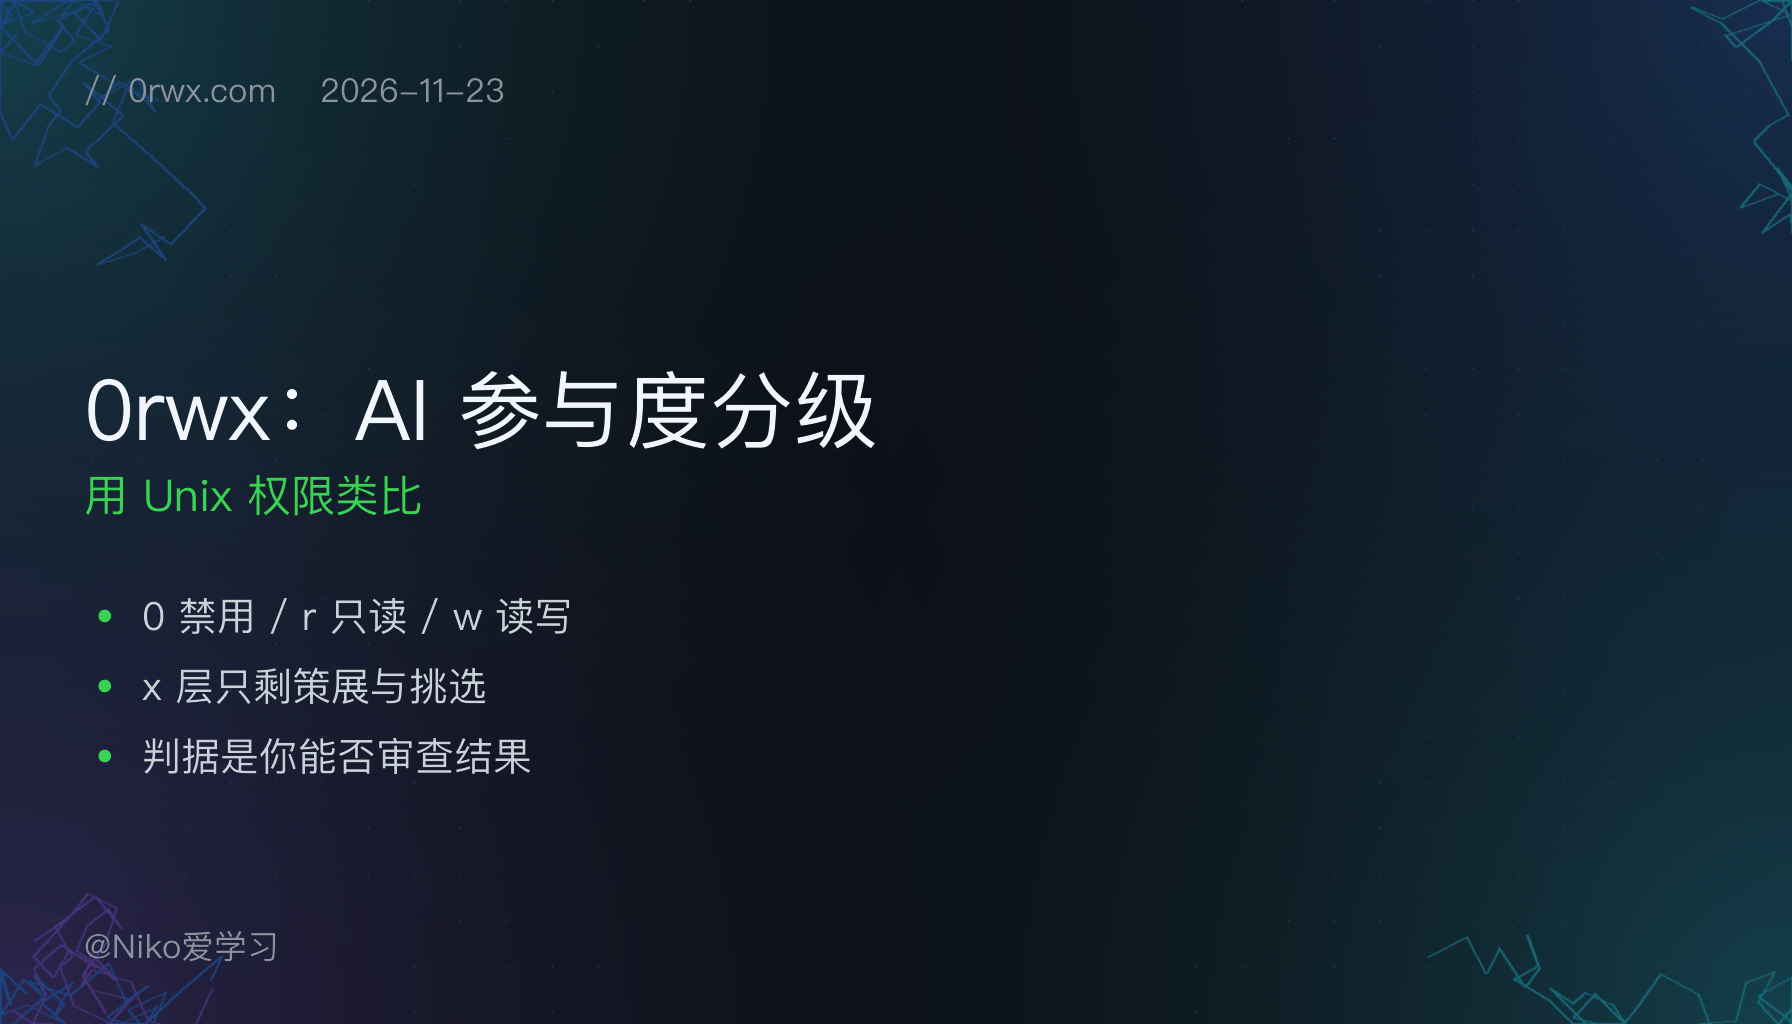 // 0rwx.com 2026-11-23
0rwx：AI 参与度分级
用 Unix 权限类比
• 0 禁用 / r 只读 / w 读写
• x 层只剩策展与挑选
• 判据是你能否审查结果
@Niko爱学习